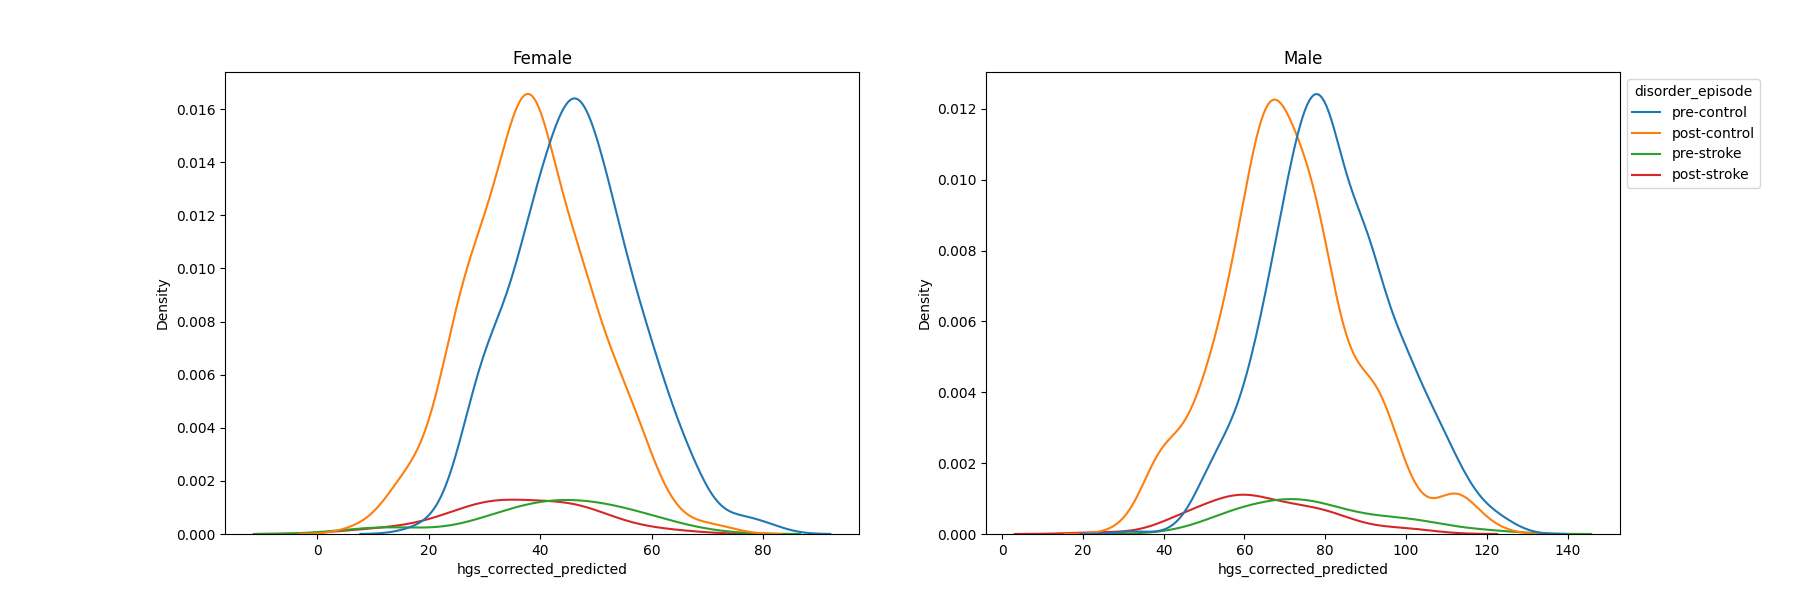 Female
Density
0.016
0.014
0.012
0.010
0.008
0.006
0.004
0.002
0.000
0 20 40 60 80
hgs_corrected_predicted
Male
Density
0.012
0.010
0.008
0.006
0.004
0.002
0.000
0 20 40 60 80 100 120 140
hgs_corrected_predicted
disorder_episode
pre-control
post-control
pre-stroke
post-stroke